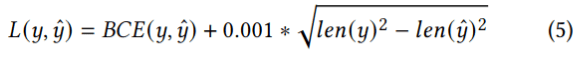 L(y, ŷ) = BCE(y, ŷ) + 0.001 * √(len(y)² − len(ŷ)²) (5)